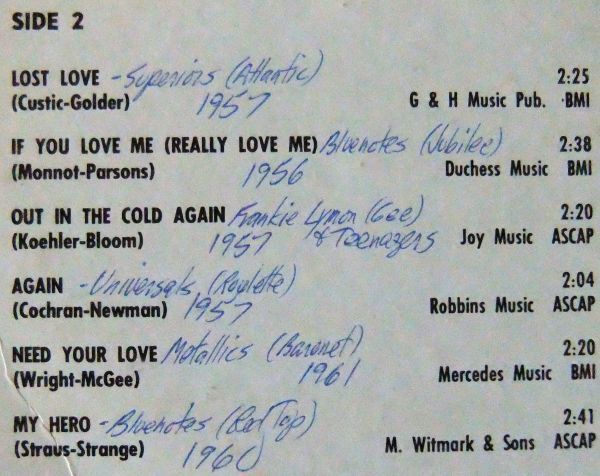 SIDE 2
LOST LOVE - Superiors (Atlantic) 2:25
(Custic-Golder) 1957 G & H Music Pub. BMI
IF YOU LOVE ME (REALLY LOVE ME) Bluenotes (Jubilee) 2:38
(Monnot-Parsons) 1956 Duchess Music BMI
OUT IN THE COLD AGAIN Frankie Lymon (Gee) 2:20
(Koehler-Bloom) 1957 & Teenagers Joy Music ASCAP
AGAIN - Universals (Roulette) 2:04
(Cochran-Newman) 1957 Robbins Music ASCAP
NEED YOUR LOVE Metallics (Baronet) 2:20
(Wright-McGee) 1961 Mercedes Music BMI
MY HERO - Bluenotes (Red Top) 2:41
(Straus-Strange) 1960 M. Witmark & Sons ASCAP